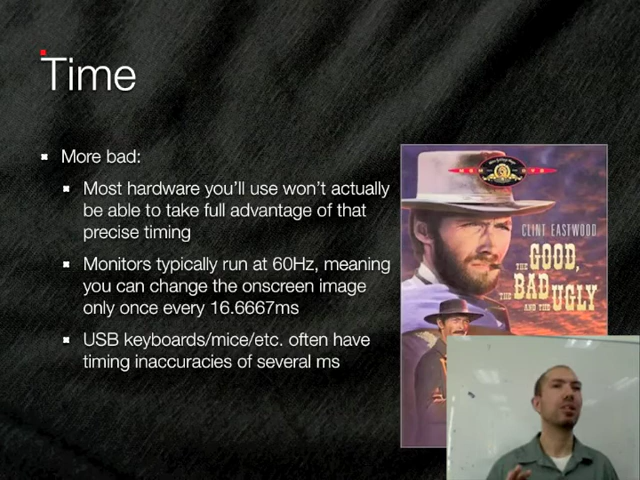 Time
More bad:
Most hardware you'll use won't actually
be able to take full advantage of that
precise timing
Monitors typically run at 60Hz, meaning
you can change the onscreen image
only once every 16.6667ms
USB keyboards/mice/etc. often have
timing inaccuracies of several ms
MGM DVD
CLINT EASTWOOD
THE GOOD,
THE BAD
AND THE UGLY